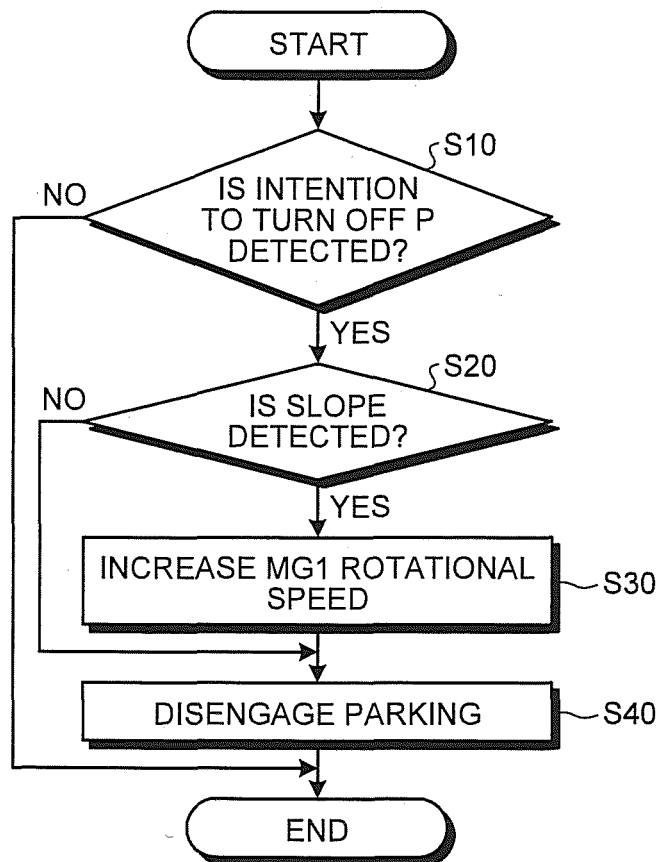 START
S10
NO
IS INTENTION
TO TURN OFF P
DETECTED?
YES
S20
NO
IS SLOPE
DETECTED?
YES
INCREASE MG1 ROTATIONAL
SPEED
S30
DISENGAGE PARKING
S40
END